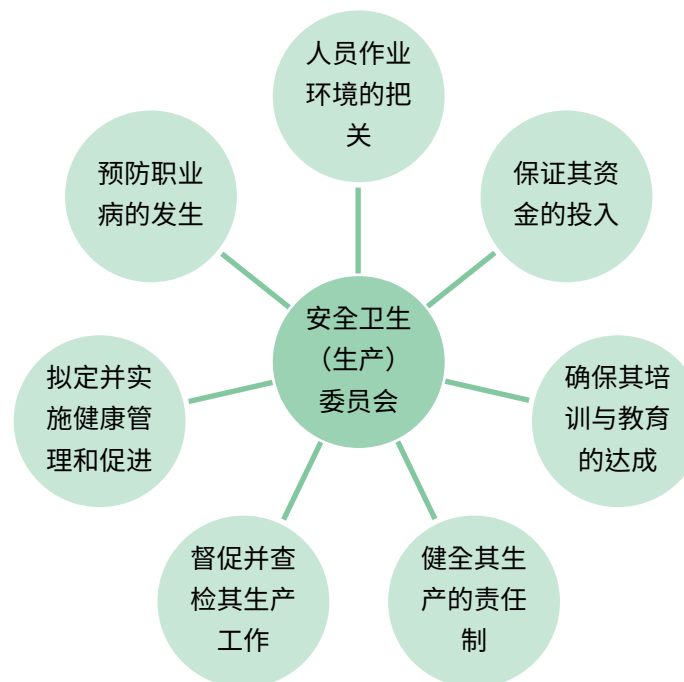 人员作业
环境的把
关
保证其资
金的投入
确保其培
训与教育
的达成
健全其生
产的责任
制
督促并查
检其生产
工作
拟定并实
施健康管
理和促进
预防职业
病的发生
安全卫生
（生产）
委员会